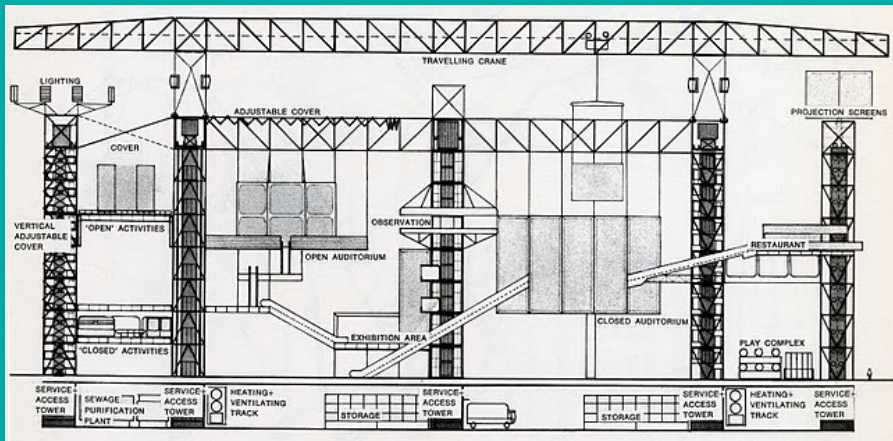 TRAVELLING CRANE
LIGHTING
ADJUSTABLE COVER
PROJECTION SCREENS
COVER
VERTICAL
ADJUSTABLE
COVER
"OPEN" ACTIVITIES
OBSERVATION
OPEN AUDITORIUM
RESTAURANT
EXHIBITION AREA
CLOSED AUDITORIUM
"CLOSED" ACTIVITIES
PLAY COMPLEX
SERVICE+
ACCESS
TOWER
SEWAGE
PURIFICATION
PLANT
SERVICE+
ACCESS
TOWER
HEATING+
VENTILATING
TRACK
STORAGE
SERVICE+
ACCESS
TOWER
STORAGE
SERVICE+
ACCESS
TOWER
HEATING+
VENTILATING
TRACK
SERVICE+
ACCESS
TOWER